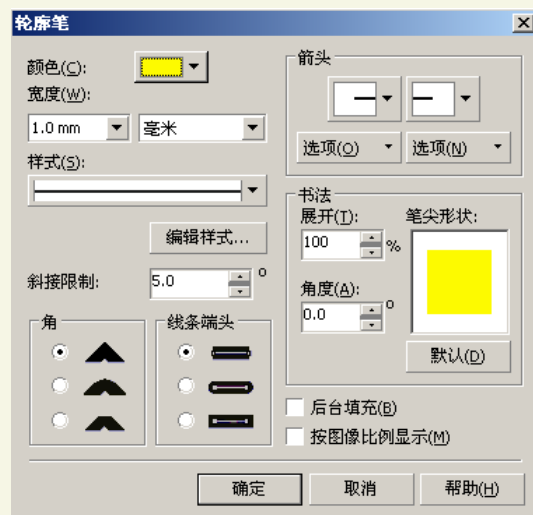 轮廓笔
颜色(C):
宽度(W):
1.0 mm 毫米
样式(S):
编辑样式...
斜接限制: 5.0 °
角
线条端头
箭头
选项(O) 选项(N)
书法
展开(T): 笔尖形状:
100 %
角度(A):
0.0 °
默认(D)
后台填充(B)
按图像比例显示(M)
确定 取消 帮助(H)